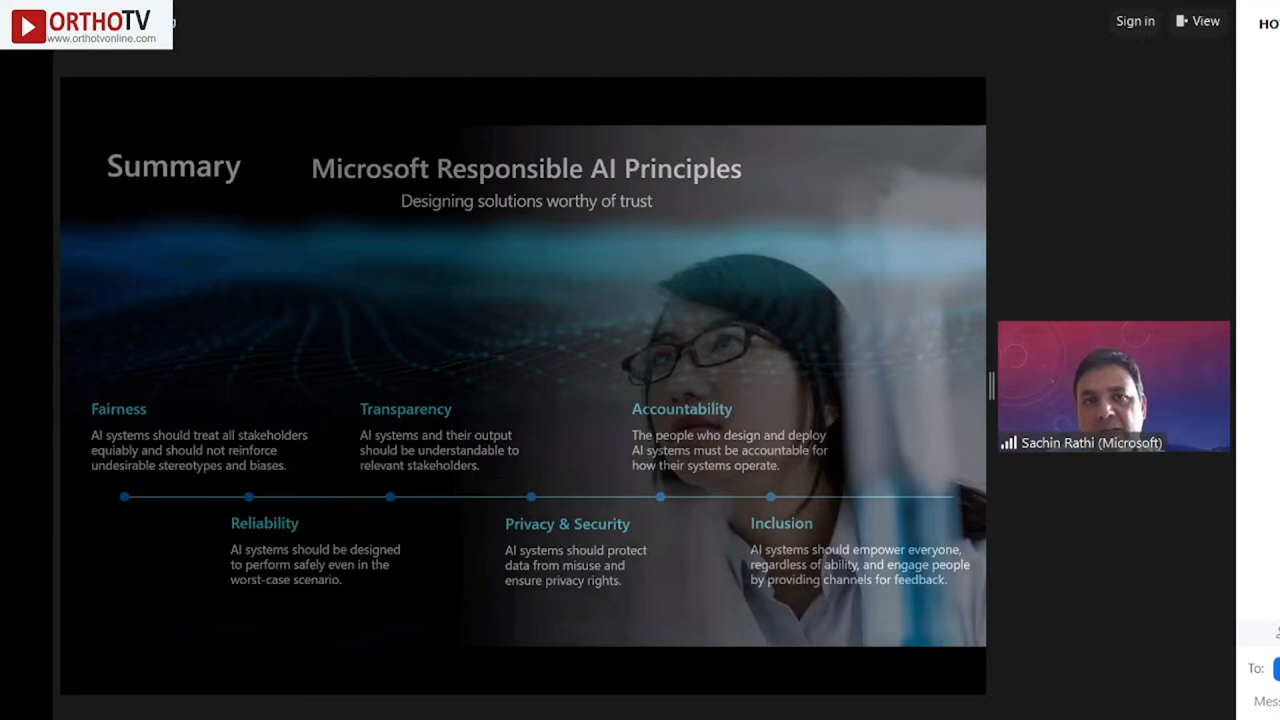 ORTHOTV
www.orthotvonline.com
Sign in
View
HO
Summary
Microsoft Responsible AI Principles
Designing solutions worthy of trust
Fairness
AI systems should treat all stakeholders
equiably and should not reinforce
undesirable stereotypes and biases.
Transparency
AI systems and their output
should be understandable to
relevant stakeholders.
Accountability
The people who design and deploy
AI systems must be accountable for
how their systems operate.
Reliability
AI systems should be designed
to perform safely even in the
worst-case scenario.
Privacy & Security
AI systems should protect
data from misuse and
ensure privacy rights.
Inclusion
AI systems should empower everyone,
regardless of ability, and engage people
by providing channels for feedback.
Sachin Rathi (Microsoft)
To:
Mess